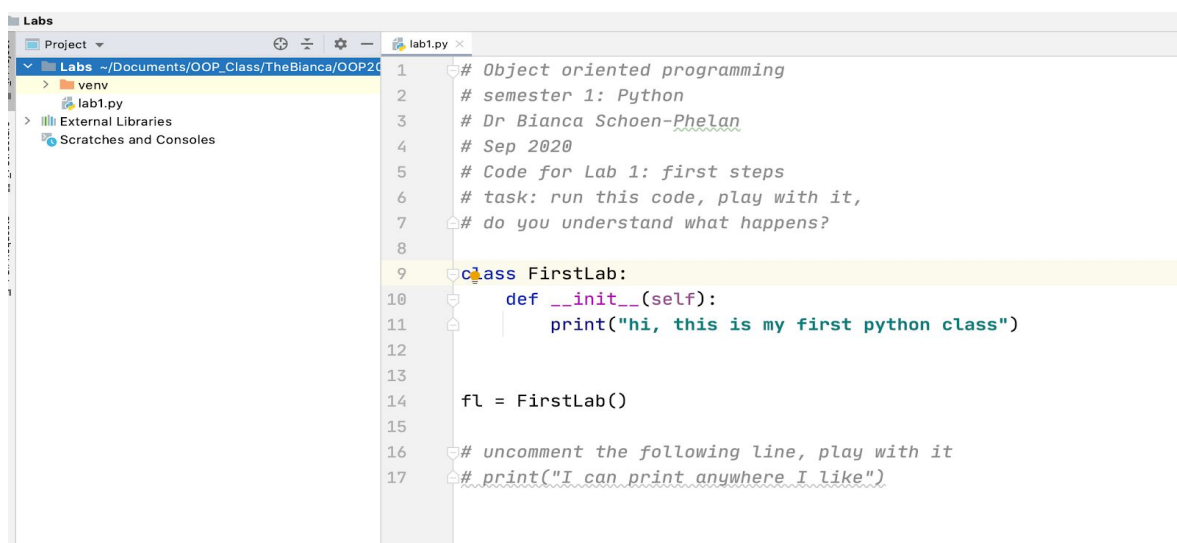 Labs
Project
lab1.py
Labs ~/Documents/OOP_Class/TheBianca/OOP20
venv
lab1.py
External Libraries
Scratches and Consoles
1 # Object oriented programming
2 # semester 1: Python
3 # Dr Bianca Schoen-Phelan
4 # Sep 2020
5 # Code for Lab 1: first steps
6 # task: run this code, play with it,
7 # do you understand what happens?
8
9 class FirstLab:
10 def __init__(self):
11 print("hi, this is my first python class")
12
13
14 fl = FirstLab()
15
16 # uncomment the following line, play with it
17 # print("I can print anywhere I like")